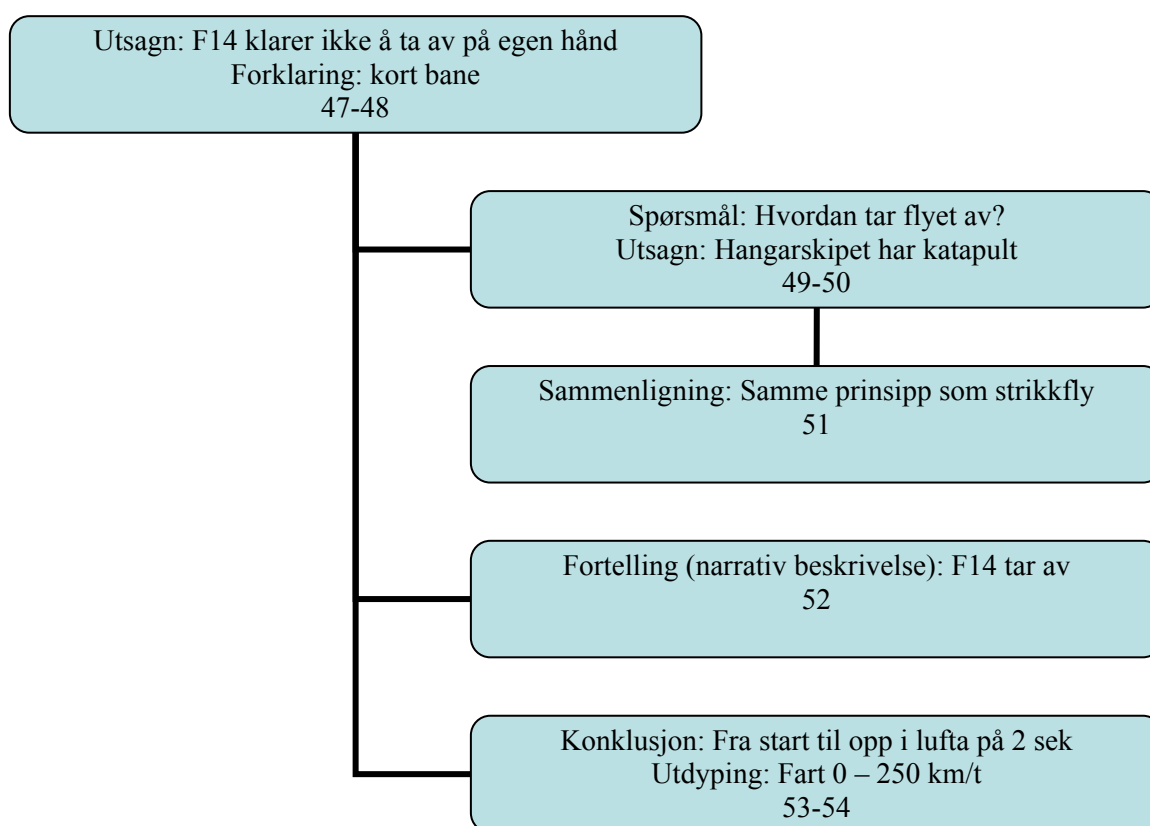 Utsagn: F14 klarer ikke å ta av på egen hånd
Forklaring: kort bane
47-48
Spørsmål: Hvordan tar flyet av?
Utsagn: Hangarskipet har katapult
49-50
Sammenligning: Samme prinsipp som strikkfly
51
Fortelling (narrativ beskrivelse): F14 tar av
52
Konklusjon: Fra start til opp i lufta på 2 sek
Utdyping: Fart 0 – 250 km/t
53-54